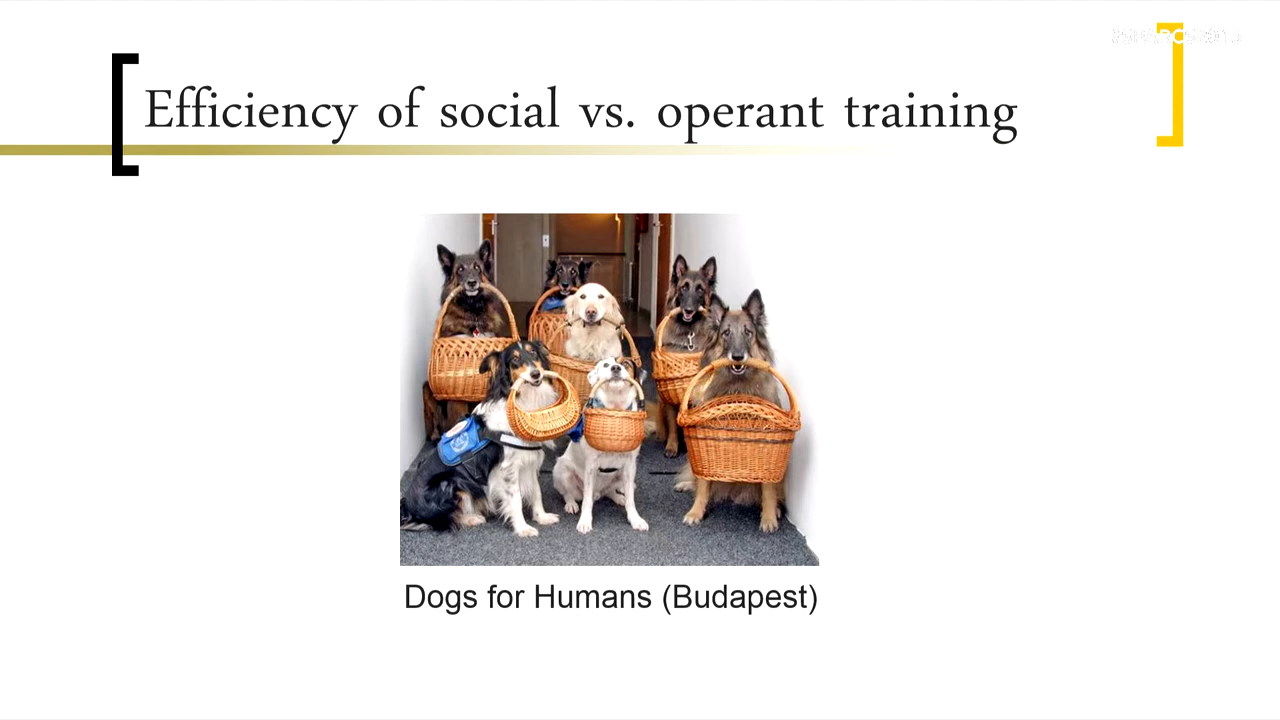 Efficiency of social vs. operant training
Dogs for Humans (Budapest)